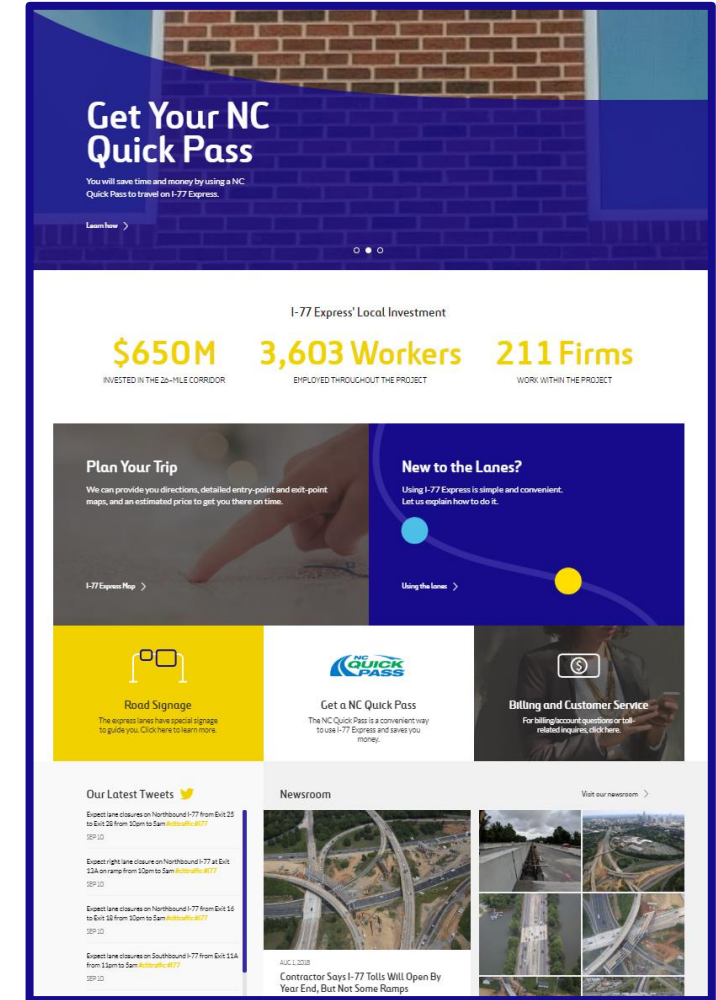 Get Your NC
Quick Pass
You will save time and money by using a NC
Quick Pass to travel on I-77 Express.
Learn how
I-77 Express' Local Investment
$650M
INVESTED IN THE 26-MILE CORRIDOR
3,603 Workers
EMPLOYED THROUGHOUT THE PROJECT
211 Firms
WORK WITHIN THE PROJECT
Plan Your Trip
We can provide you directions, detailed entry-point and exit-point
maps, and an estimated price to get you there on time.
I-77 Express Map
New to the Lanes?
Using I-77 Express is simple and convenient.
Let us explain how to do it.
Using the lanes
Road Signage
The express lanes have special signage
to guide you. Click here to learn more.
NC
QUICK
PASS
Get a NC Quick Pass
The NC Quick Pass is a convenient way
to use I-77 Express and saves you
money.
Billing and Customer Service
For billing/account questions or toll-
related inquires, click here.
Our Latest Tweets
Expect lane closures on Northbound I-77 from Exit 25
to Exit 28 from 10pm to 5am #clttraffic #I77
SEP 10
Expect right lane closure on Northbound I-77 at Exit
13A on ramp from 10pm to 5am #clttraffic #I77
SEP 10
Expect lane closures on Northbound I-77 from Exit 16
to Exit 18 from 10pm to 5am #clttraffic #I77
SEP 10
Expect lane closures on Southbound I-77 from Exit 11A
from 11pm to 5am #clttraffic #I77
SEP 10
Newsroom
Visit our newsroom
AUG 1, 2018
Contractor Says I-77 Tolls Will Open By
Year End, But Not Some Ramps